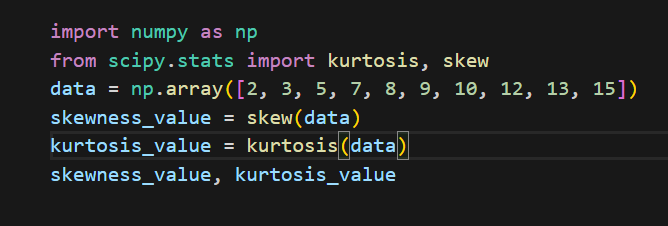 import numpy as np
from scipy.stats import kurtosis, skew
data = np.array([2, 3, 5, 7, 8, 9, 10, 12, 13, 15])
skewness_value = skew(data)
kurtosis_value = kurtosis(data)
skewness_value, kurtosis_value